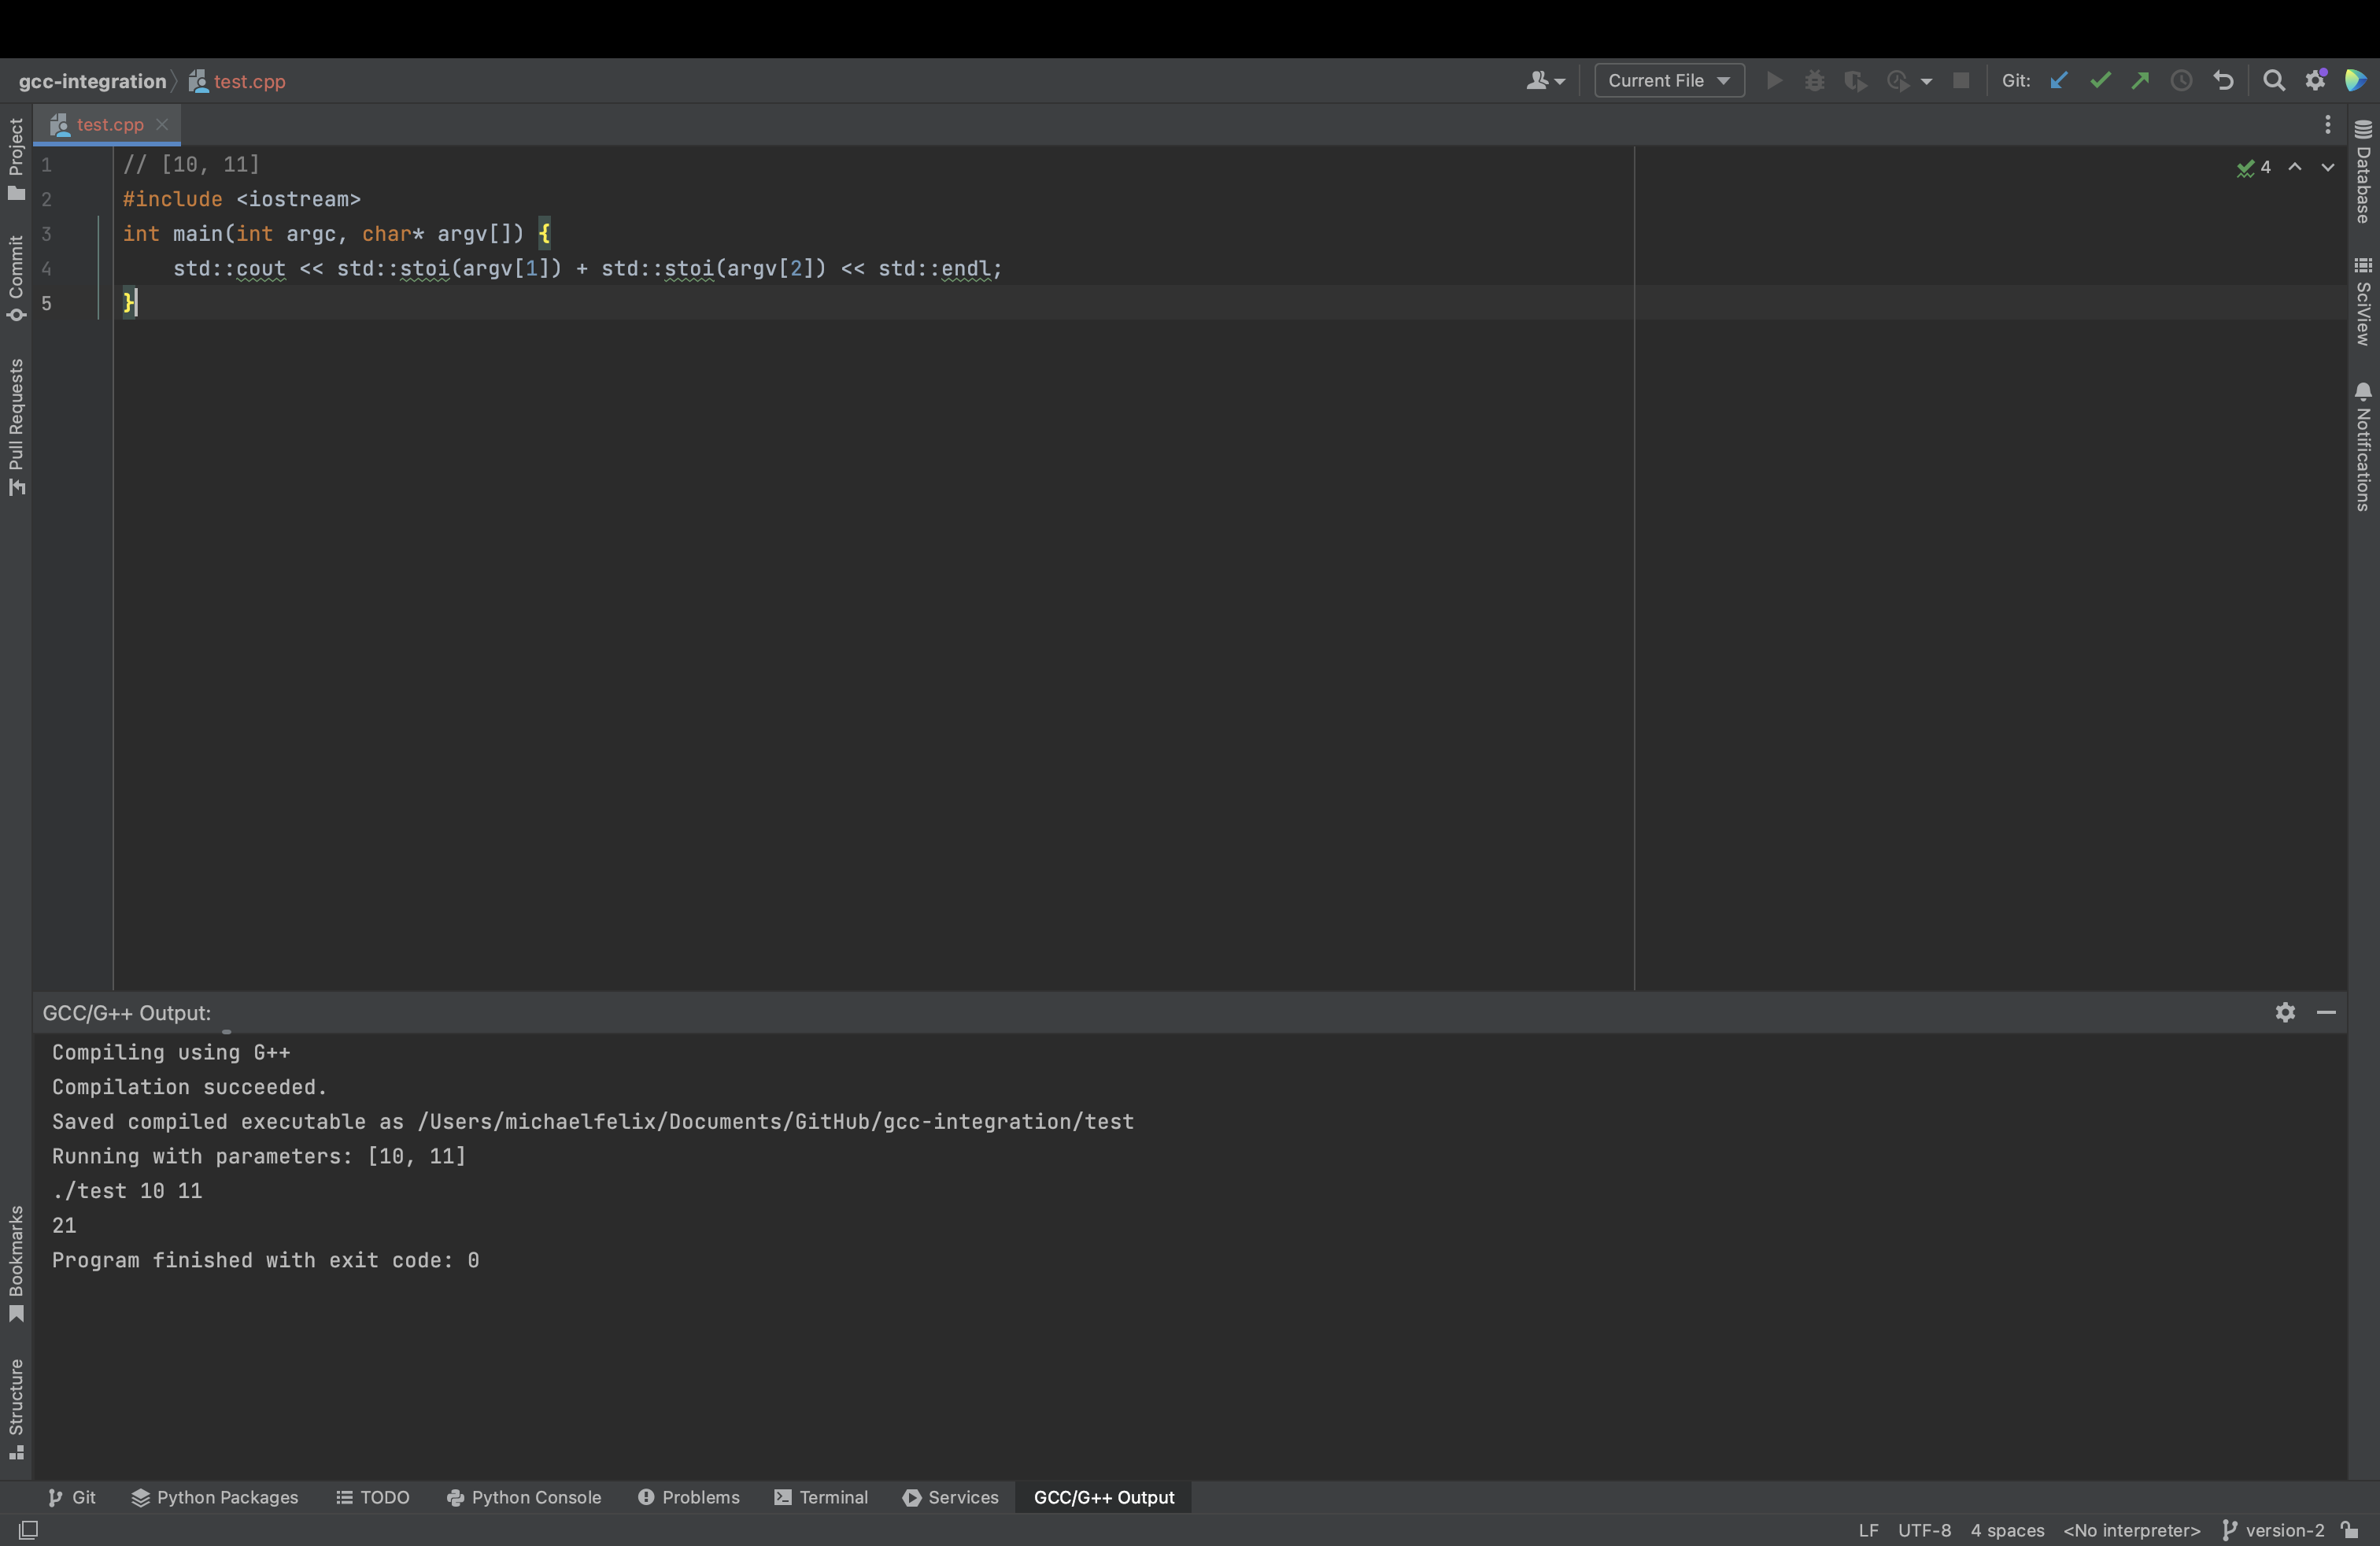 gcc-integration test.cpp
Current File Git:
test.cpp
Project
Commit
Pull Requests
Bookmarks
Structure
1 // [10, 11]
2 #include <iostream>
3 int main(int argc, char* argv[]) {
4 std::cout << std::stoi(argv[1]) + std::stoi(argv[2]) << std::endl;
5 }
4
Database
SciView
Notifications
GCC/G++ Output:
Compiling using G++
Compilation succeeded.
Saved compiled executable as /Users/michaelfelix/Documents/GitHub/gcc-integration/test
Running with parameters: [10, 11]
./test 10 11
21
Program finished with exit code: 0
Git Python Packages TODO Python Console Problems Terminal Services GCC/G++ Output
LF UTF-8 4 spaces <No interpreter> version-2